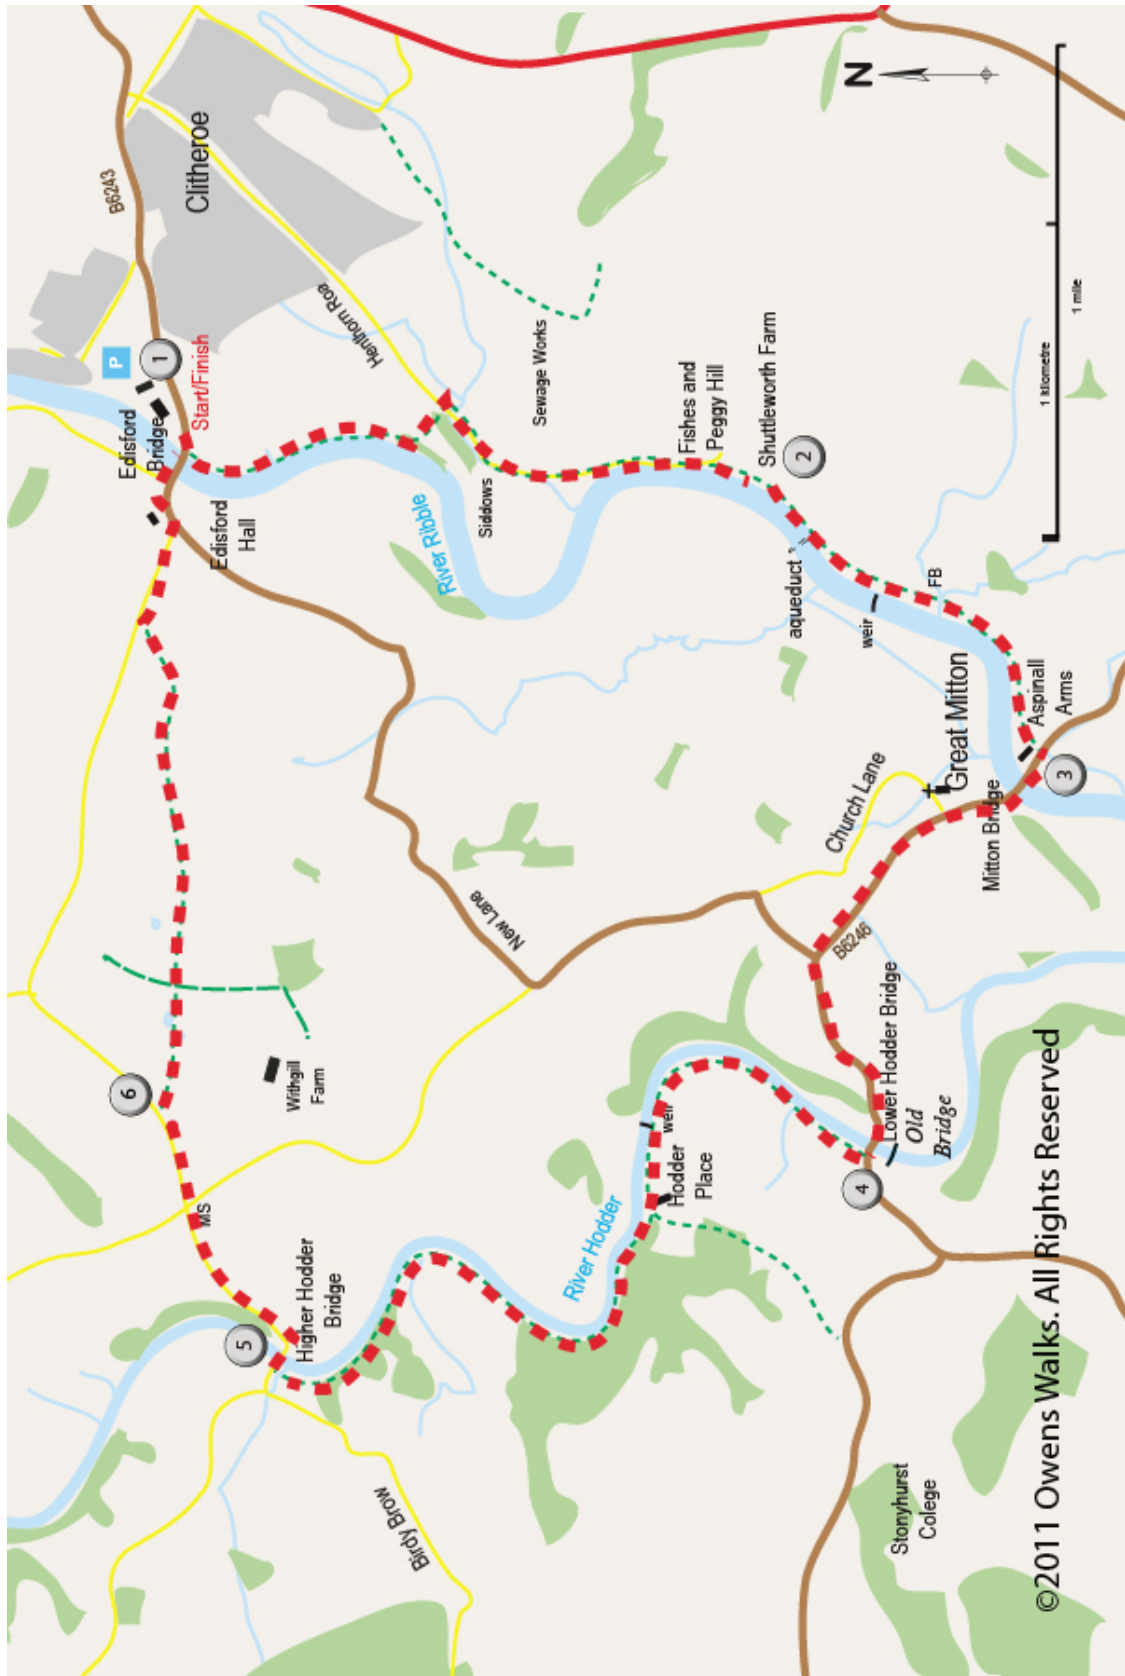 B6243
Clitheroe
P
1
Start/Finish
Edisford
Bridge
Edisford
Hall
Henthorn Roa
River Ribble
Siddows
Sewage Works
Fishes and
Peggy Hill
Shuttleworth Farm
2
aqueduct
weir
FB
Great Mitton
Aspinall
Arms
3
Mitton Bridge
Church Lane
B6246
New Lane
Lower Hodder Bridge
Old
Bridge
4
weir
Hodder
Place
River Hodder
Higher Hodder
Bridge
5
MS
6
Withgill
Farm
Birdy Brow
Stonyhurst
Colege
N
1 kilometre
1 mile
©2011 Owens Walks. All Rights Reserved